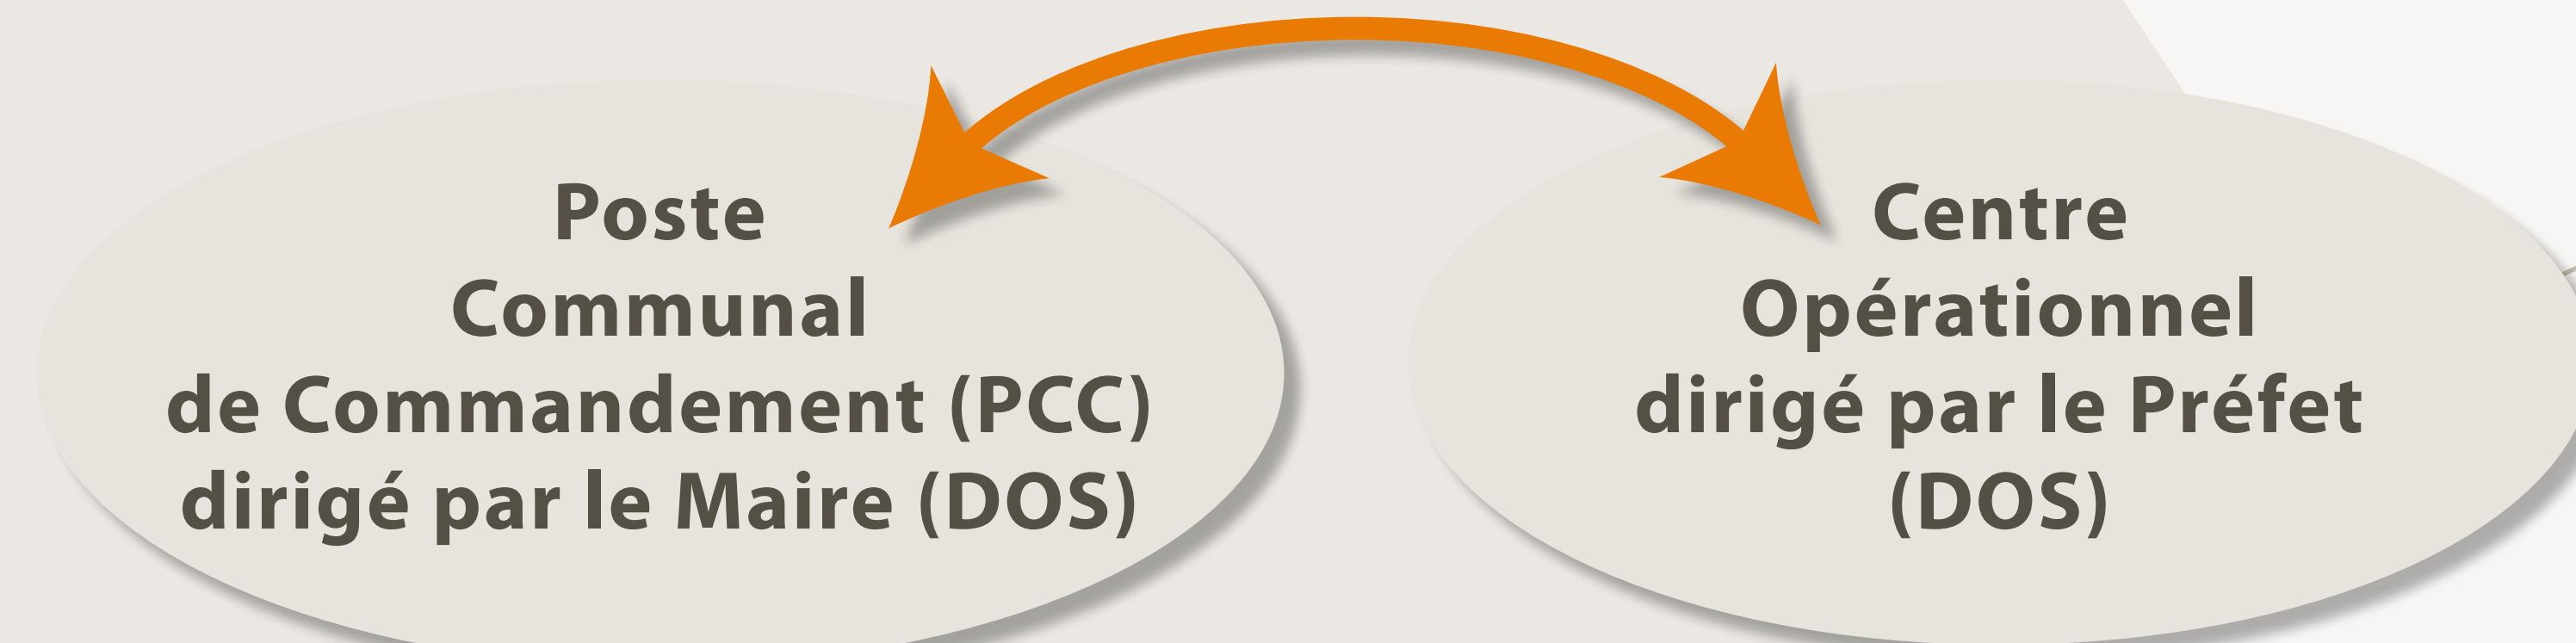 Poste
Communal
de Commandement (PCC)
dirigé par le Maire (DOS)
Centre
Opérationnel
dirigé par le Préfet
(DOS)